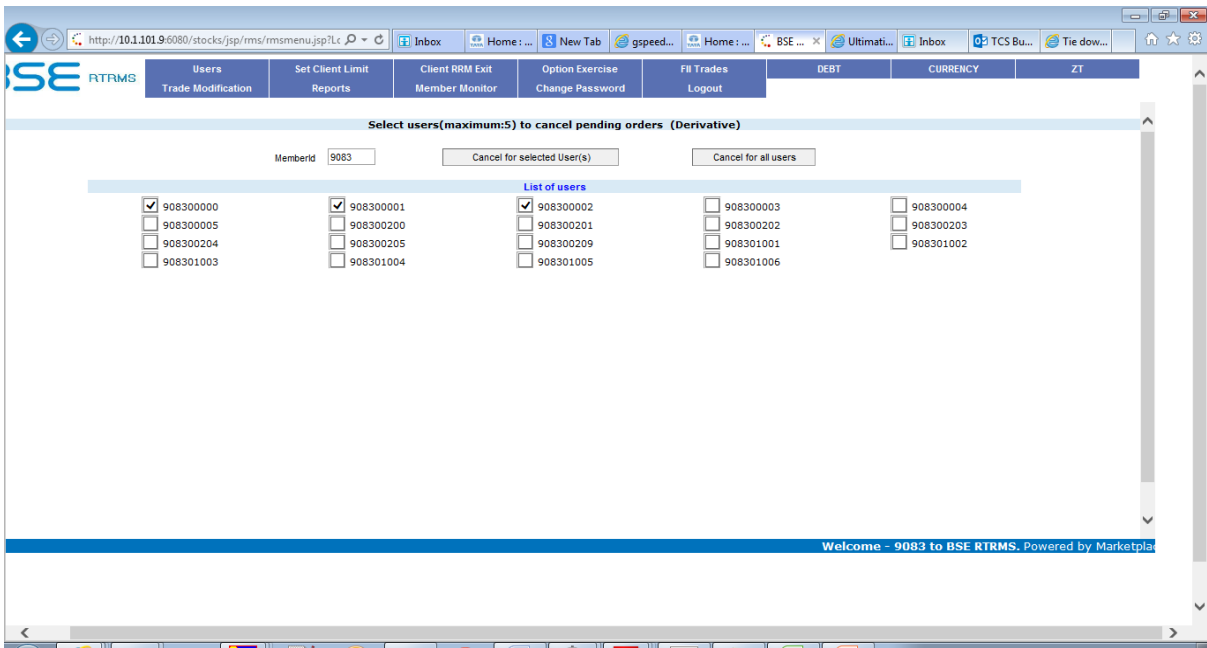 http://10.1.101.9:6080/stocks/jsp/rms/rmsmenu.jsp?Lc
Inbox
Home : ...
New Tab
gspeed...
Home : ...
BSE ...
Ultimati...
Inbox
TCS Bu...
Tie dow...
BSE RTRMS
Users Set Client Limit Client RRM Exit Option Exercise FII Trades DEBT CURRENCY ZT
Trade Modification Reports Member Monitor Change Password Logout
Select users(maximum:5) to cancel pending orders (Derivative)
MemberId 9083 Cancel for selected User(s) Cancel for all users
List of users
908300000 908300001 908300002 908300003 908300004
908300005 908300200 908300201 908300202 908300203
908300204 908300205 908300209 908301001 908301002
908301003 908301004 908301005 908301006
Welcome - 9083 to BSE RTRMS. Powered by Marketplac